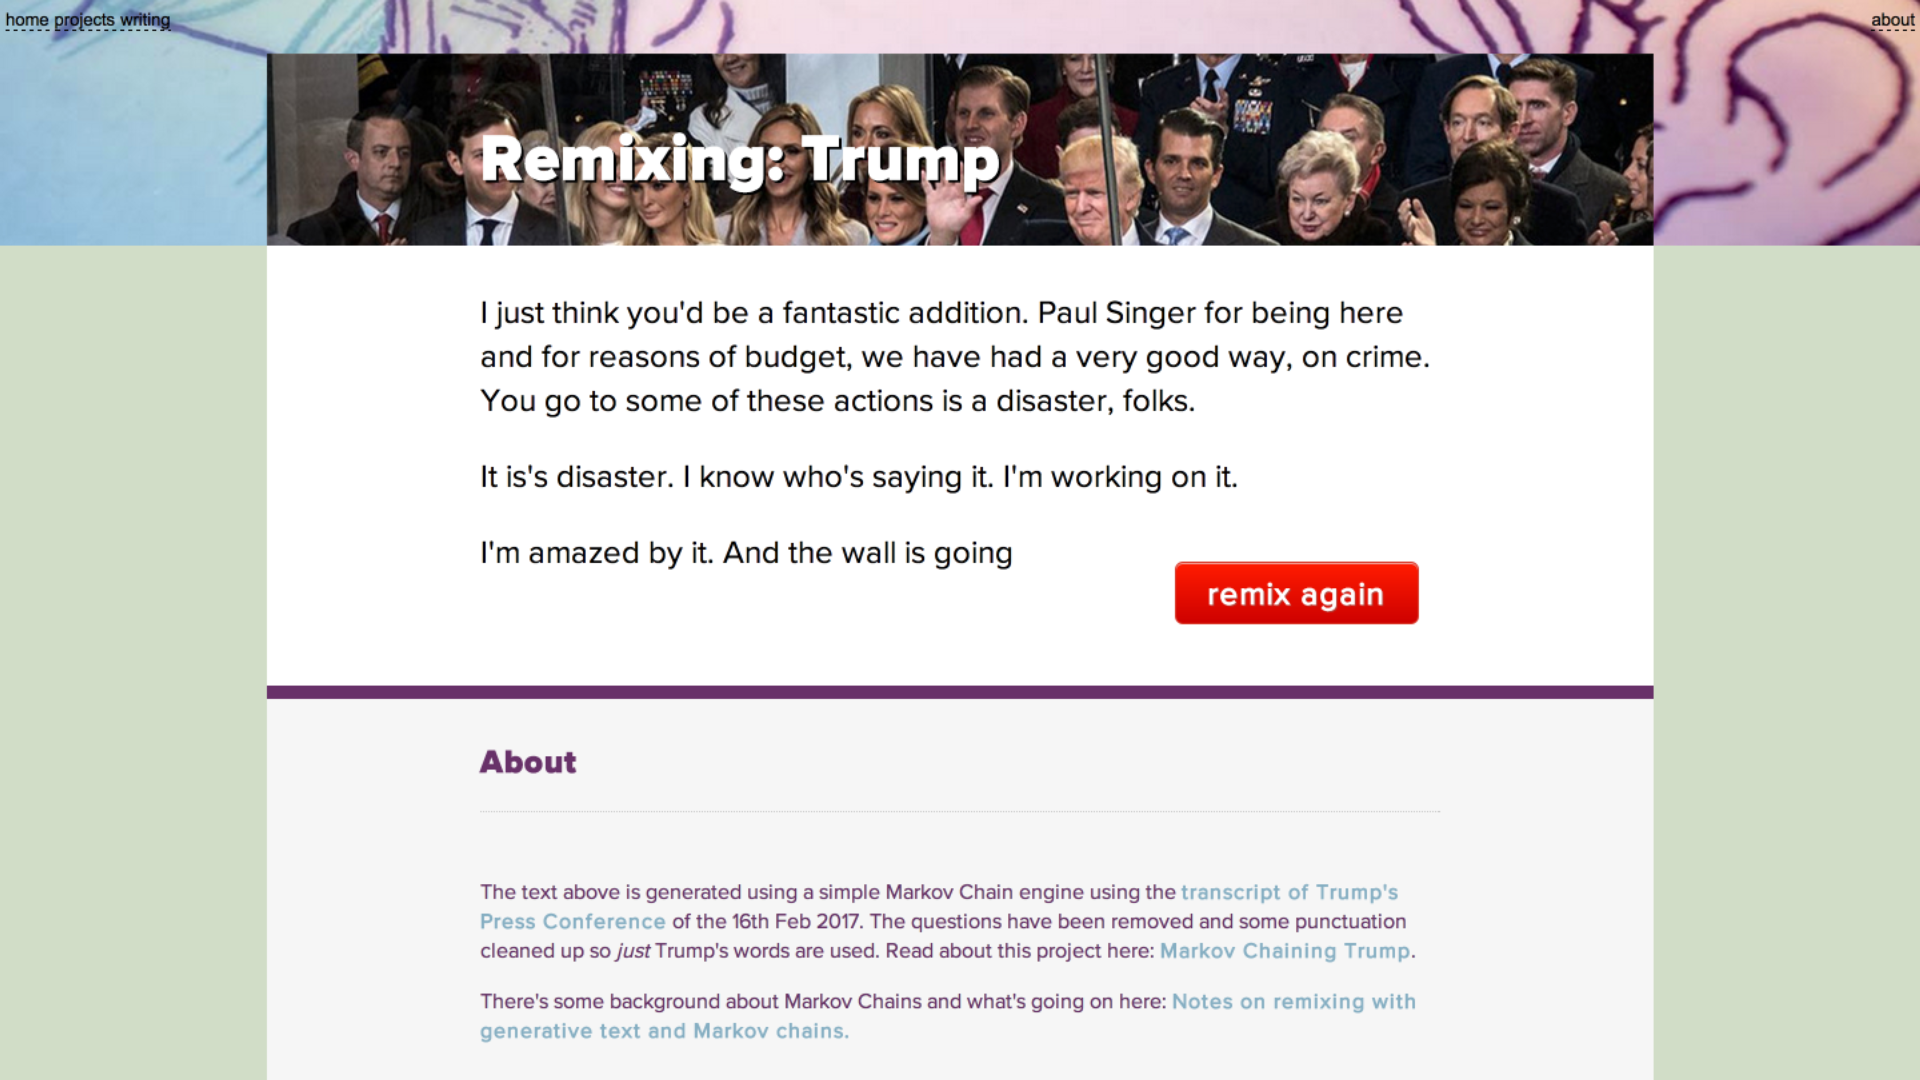 home projects writing
about
Remixing: Trump
I just think you'd be a fantastic addition. Paul Singer for being here
and for reasons of budget, we have had a very good way, on crime.
You go to some of these actions is a disaster, folks.
It is's disaster. I know who's saying it. I'm working on it.
I'm amazed by it. And the wall is going
remix again
About
The text above is generated using a simple Markov Chain engine using the transcript of Trump's
Press Conference of the 16th Feb 2017. The questions have been removed and some punctuation
cleaned up so just Trump's words are used. Read about this project here: Markov Chaining Trump.
There's some background about Markov Chains and what's going on here: Notes on remixing with
generative text and Markov chains.